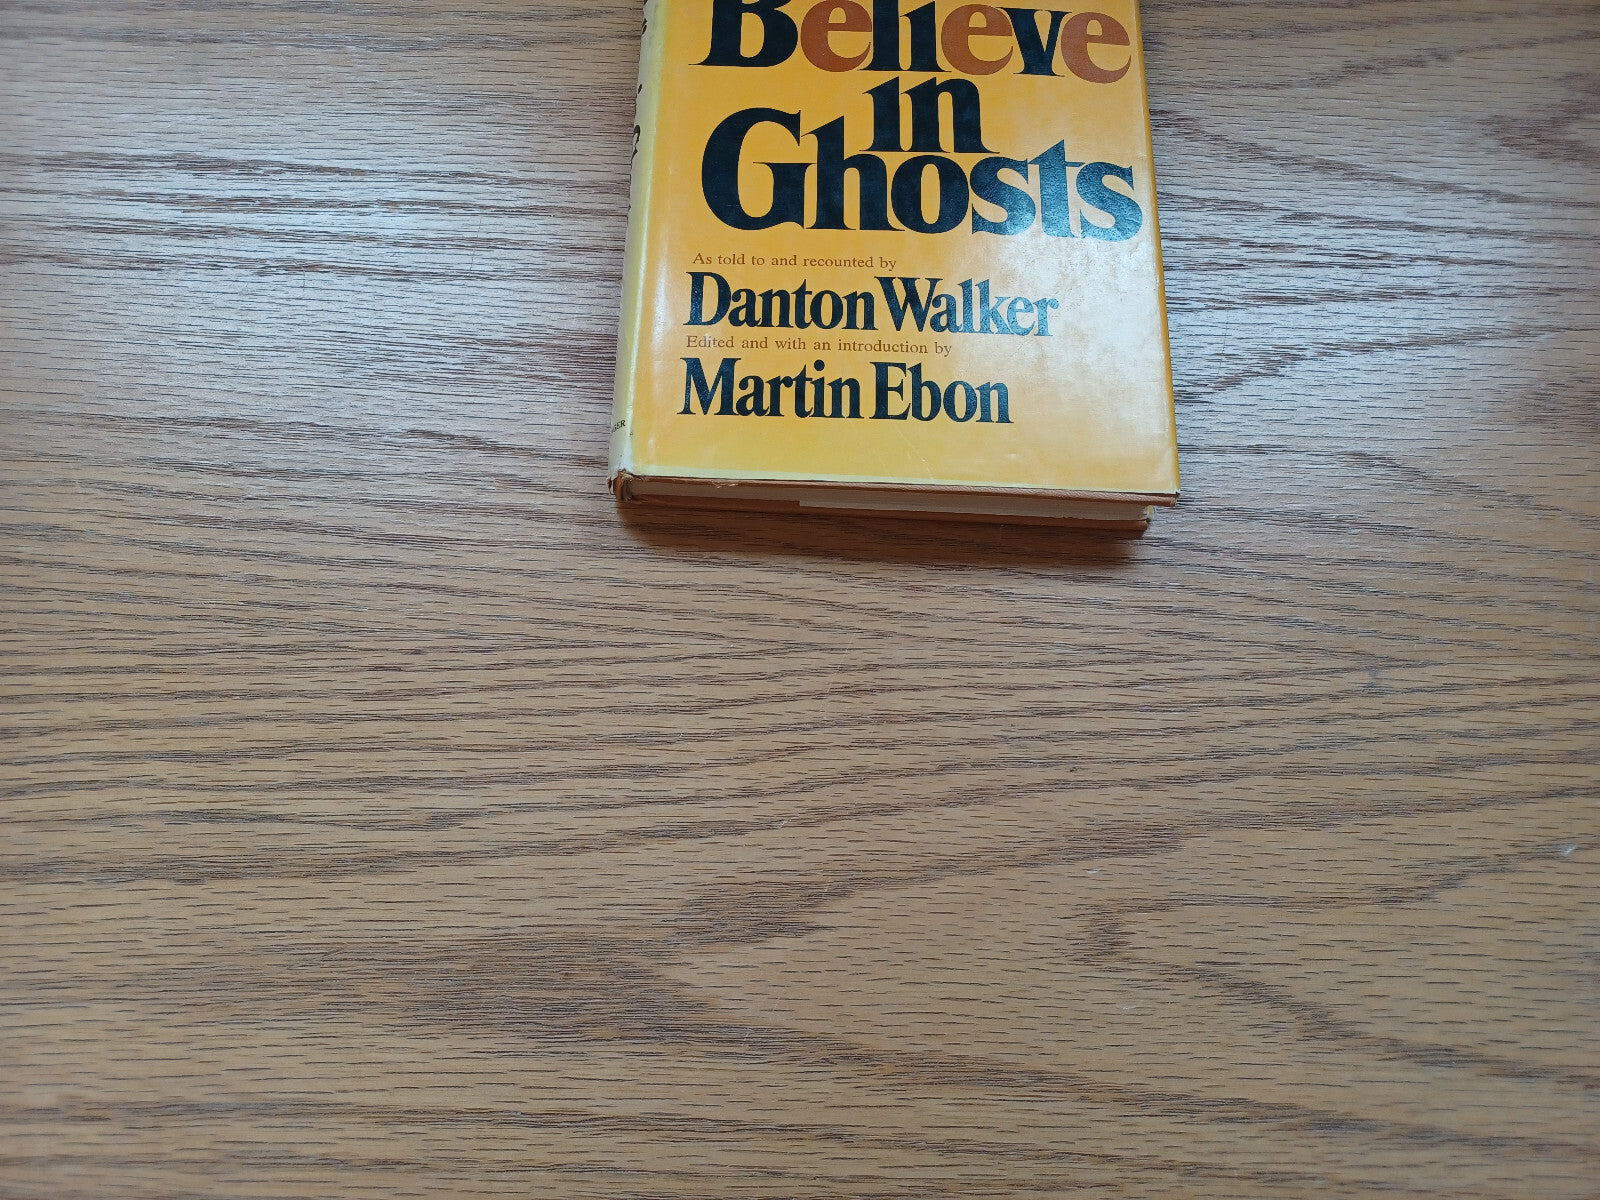 Believe
in
Ghosts
As told to and recounted by
Danton Walker
Edited and with an introduction by
Martin Ebon